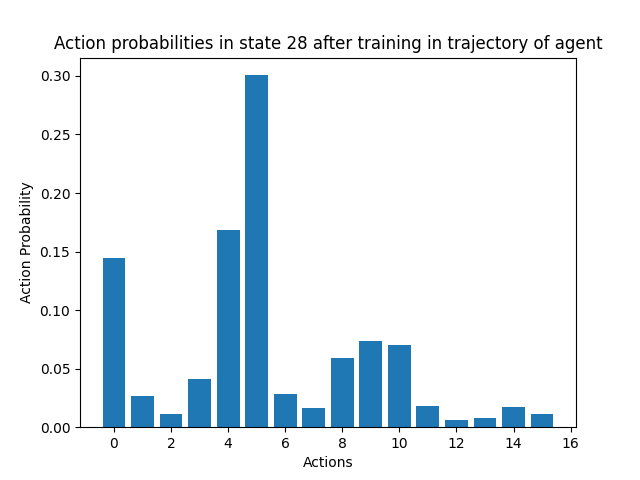 Action probabilities in state 28 after training in trajectory of agent
0.30
0.25
0.20
0.15
0.10
0.05
0.00
Action Probability
0 2 4 6 8 10 12 14 16
Actions